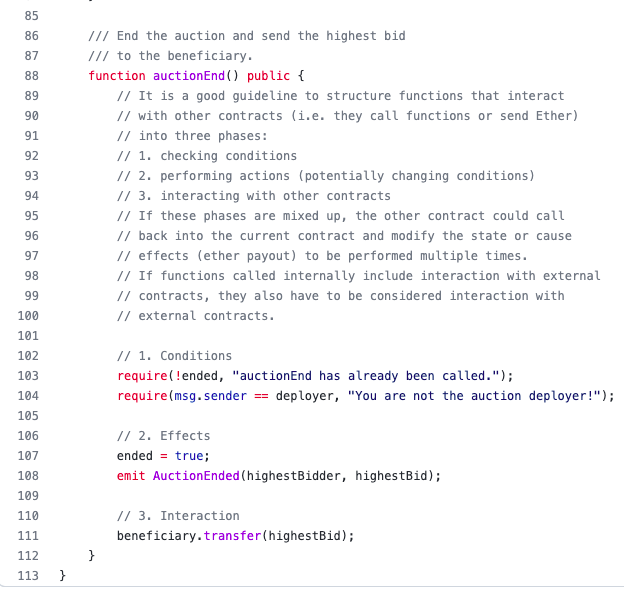 85
86 /// End the auction and send the highest bid
87 /// to the beneficiary.
88 function auctionEnd() public {
89 // It is a good guideline to structure functions that interact
90 // with other contracts (i.e. they call functions or send Ether)
91 // into three phases:
92 // 1. checking conditions
93 // 2. performing actions (potentially changing conditions)
94 // 3. interacting with other contracts
95 // If these phases are mixed up, the other contract could call
96 // back into the current contract and modify the state or cause
97 // effects (ether payout) to be performed multiple times.
98 // If functions called internally include interaction with external
99 // contracts, they also have to be considered interaction with
100 // external contracts.
101
102 // 1. Conditions
103 require(!ended, "auctionEnd has already been called.");
104 require(msg.sender == deployer, "You are not the auction deployer!");
105
106 // 2. Effects
107 ended = true;
108 emit AuctionEnded(highestBidder, highestBid);
109
110 // 3. Interaction
111 beneficiary.transfer(highestBid);
112 }
113 }